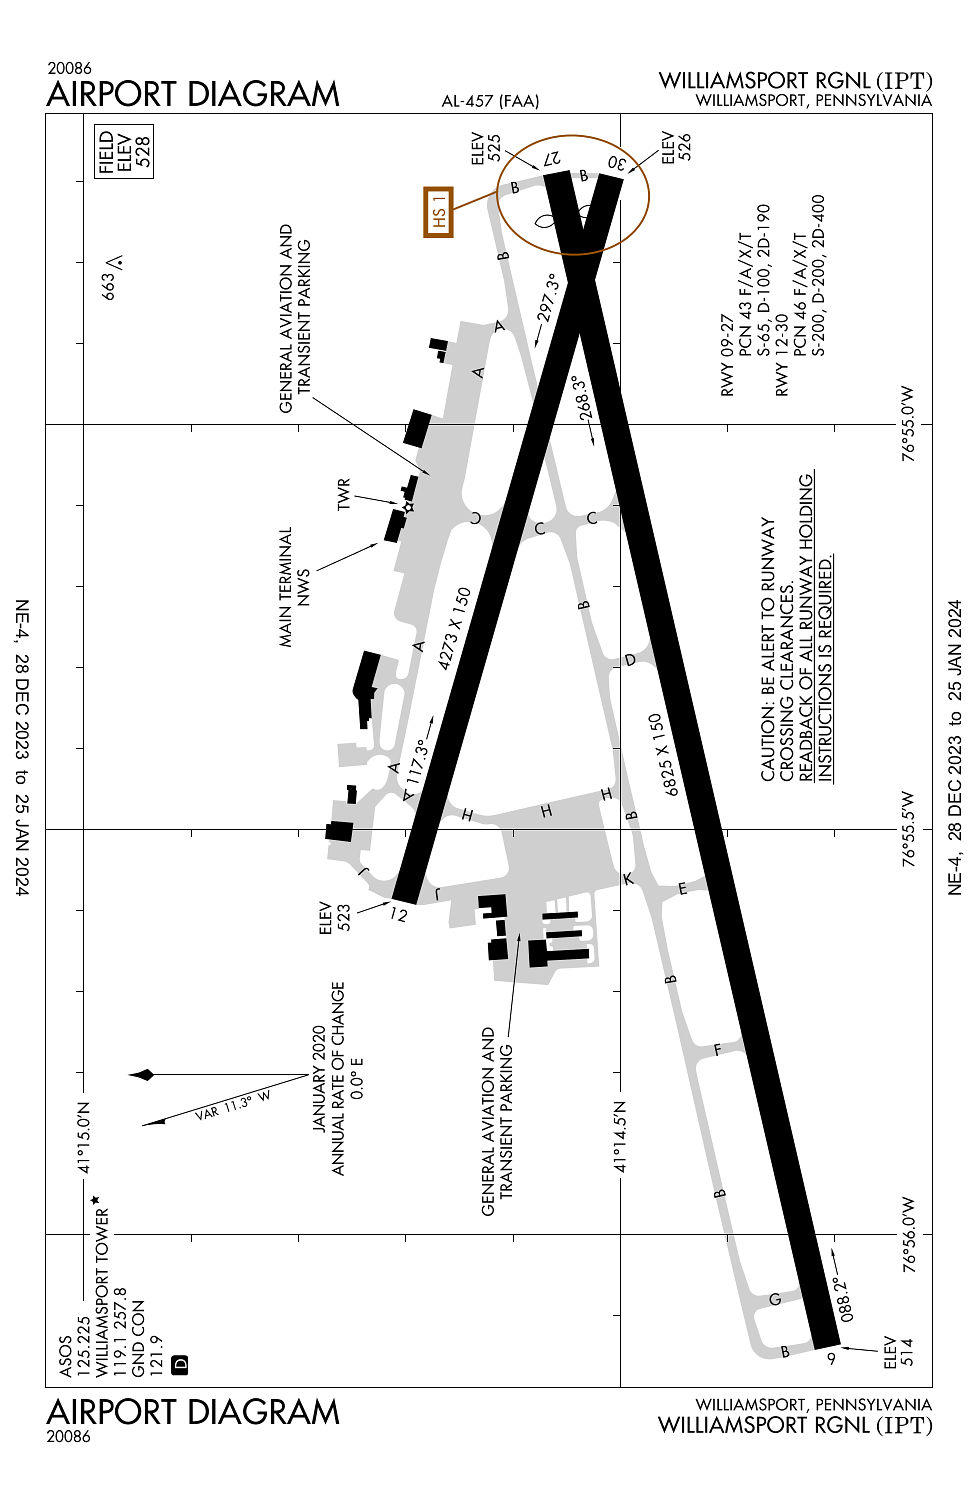 20086
AIRPORT DIAGRAM
AL-457 (FAA)
WILLIAMSPORT RGNL (IPT)
WILLIAMSPORT, PENNSYLVANIA
FIELD
ELEV
528
ELEV
525
27
30
ELEV
526
B
B
HS 1
663
B
GENERAL AVIATION AND
TRANSIENT PARKING
297.3°
A
A
268.3°
RWY 09-27
PCN 43 F/A/X/T
S-65, D-100, 2D-190
RWY 12-30
PCN 46 F/A/X/T
S-200, D-200, 2D-400
76°55.0'W
TWR
MAIN TERMINAL
NWS
C
C
C
B
D
A
4273 X 150
CAUTION: BE ALERT TO RUNWAY
CROSSING CLEARANCES.
READBACK OF ALL RUNWAY HOLDING
INSTRUCTIONS IS REQUIRED.
NE-4, 28 DEC 2023 to 25 JAN 2024
NE-4, 28 DEC 2023 to 25 JAN 2024
117.3°
A
A
6825 X 150
H
H
H
B
76°55.5'W
J
J
K
E
12
ELEV
523
B
F
GENERAL AVIATION AND
TRANSIENT PARKING
JANUARY 2020
ANNUAL RATE OF CHANGE
0.0° E
VAR 11.3° W
41°15.0'N
41°14.5'N
B
76°56.0'W
G
088.2°
B
9
ELEV
514
ASOS
125.225
WILLIAMSPORT TOWER★
119.1 257.8
GND CON
121.9
D
AIRPORT DIAGRAM
20086
WILLIAMSPORT, PENNSYLVANIA
WILLIAMSPORT RGNL (IPT)